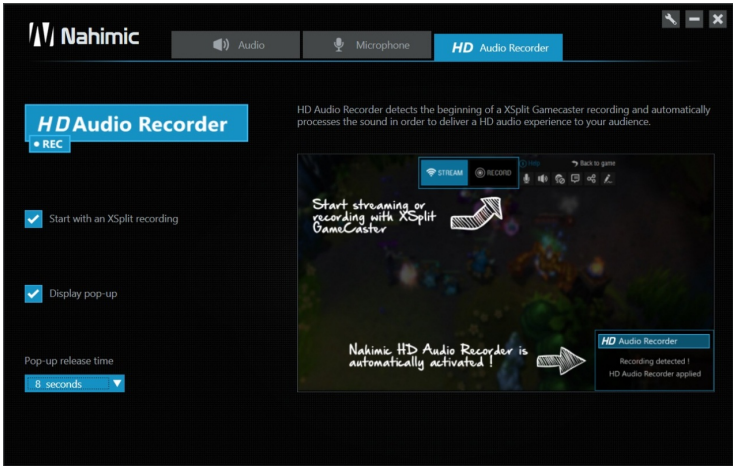 Nahimic
Audio
Microphone
HD Audio Recorder
HD Audio Recorder
• REC
HD Audio Recorder detects the beginning of a XSplit Gamecaster recording and automatically
processes the sound in order to deliver a HD audio experience to your audience.
STREAM
RECORD
Help
Back to game
Start streaming or
recording with XSplit
GameCaster
Start with an XSplit recording
Display pop-up
Nahimic HD Audio Recorder is
automatically activated !
HD Audio Recorder
Recording detected !
HD Audio Recorder applied
Pop-up release time
8 seconds